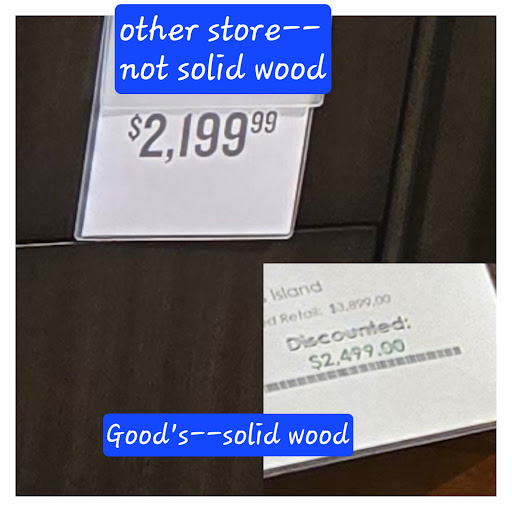 other store--
not solid wood
$2,199 99
Island
d Retail: $3,899.00
Discounted:
$2,499.00
Good's--solid wood